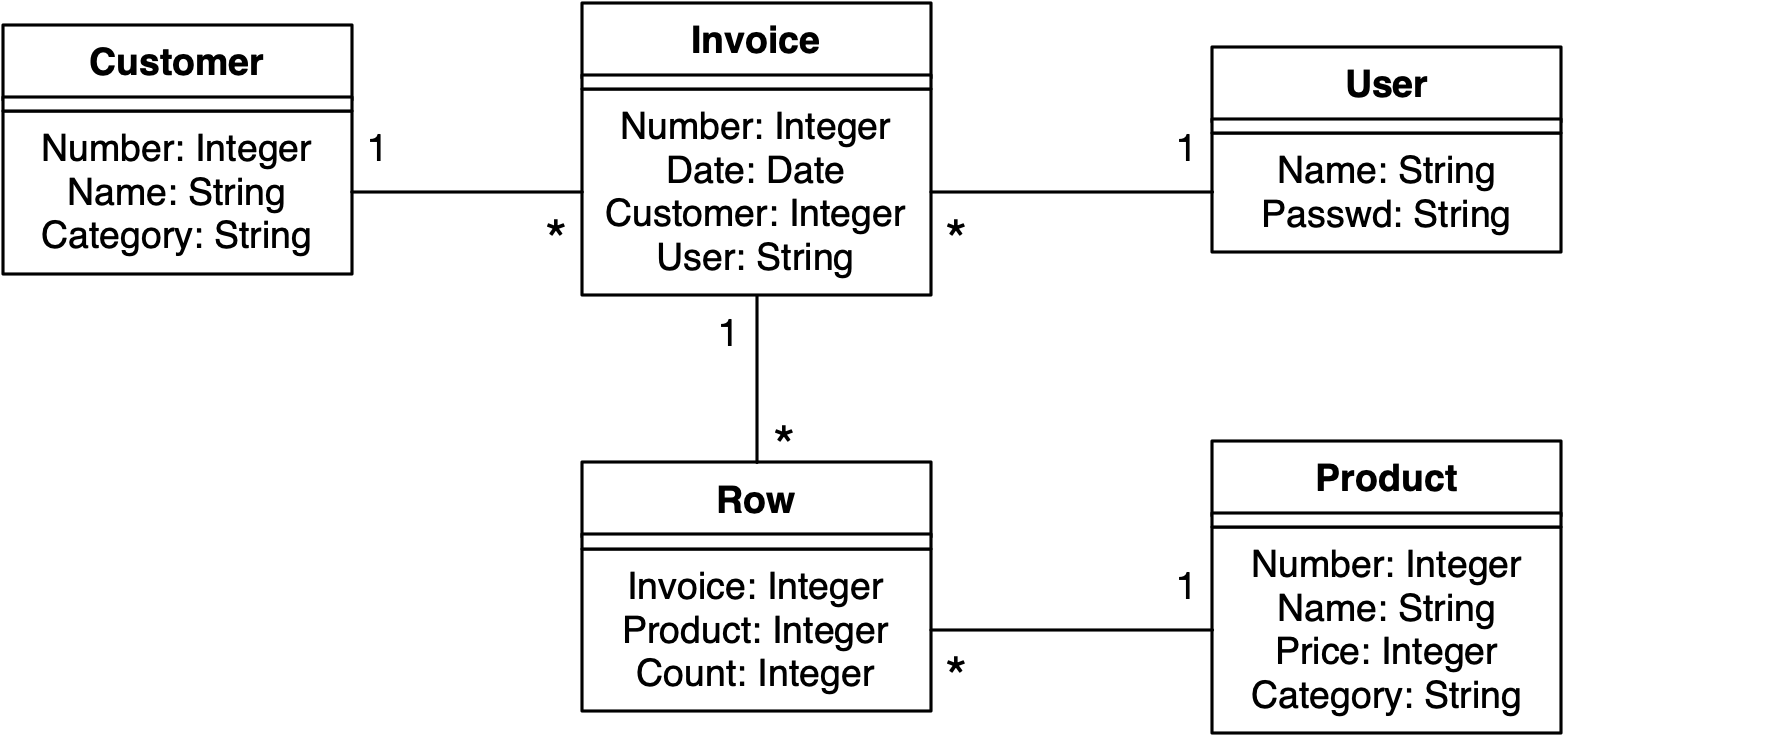 Customer
Number: Integer
Name: String
Category: String
1
*
Invoice
Number: Integer
Date: Date
Customer: Integer
User: String
*
1
User
Name: String
Passwd: String
1
*
Row
Invoice: Integer
Product: Integer
Count: Integer
*
1
Product
Number: Integer
Name: String
Price: Integer
Category: String